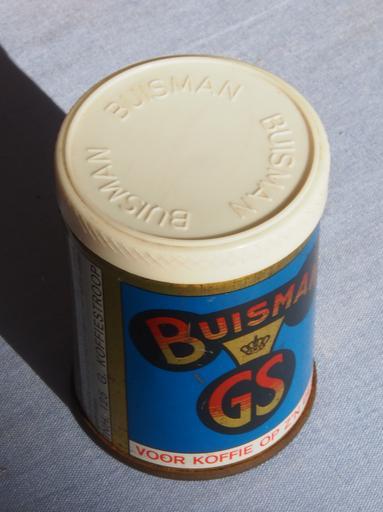 BUISMAN
BUISMAN
BUISMAN
BUISMAN
GS
VOOR KOFFIE OP
G. KOFFIESTROOP